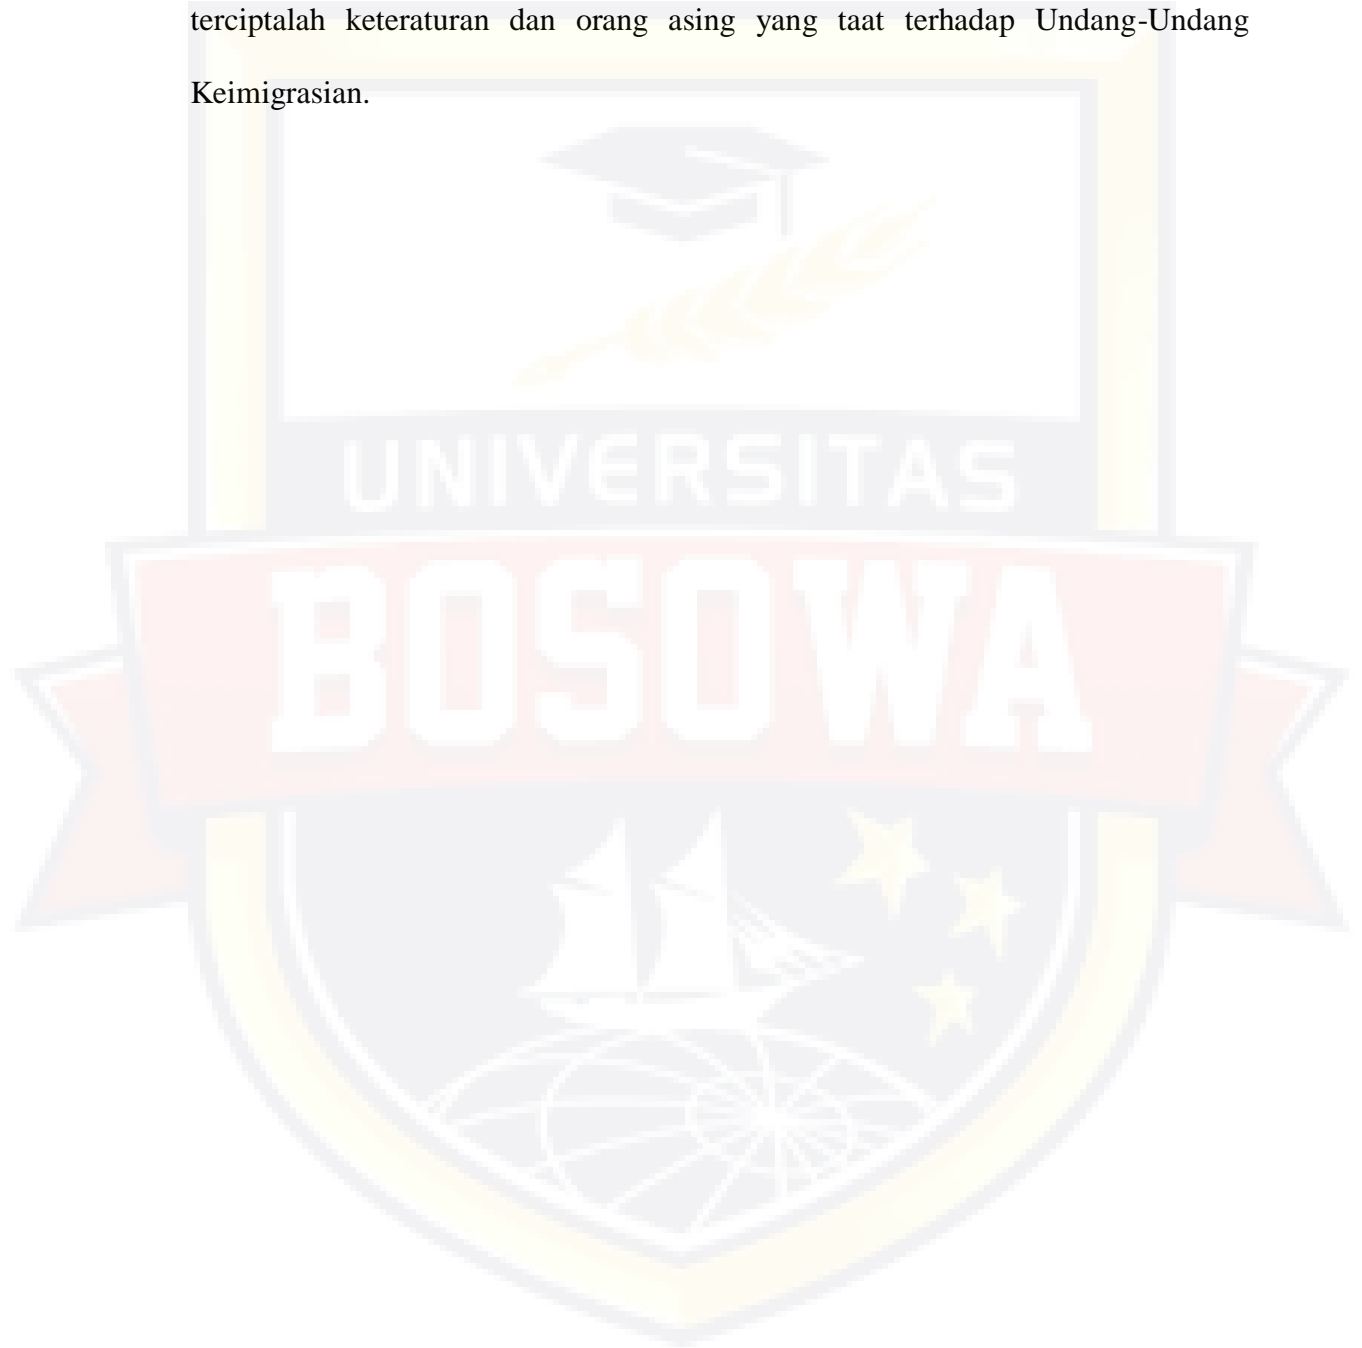 terciptalah keteraturan dan orang asing yang taat terhadap Undang-Undang
Keimigrasian.
UNIVERSITAS
BOSOWA